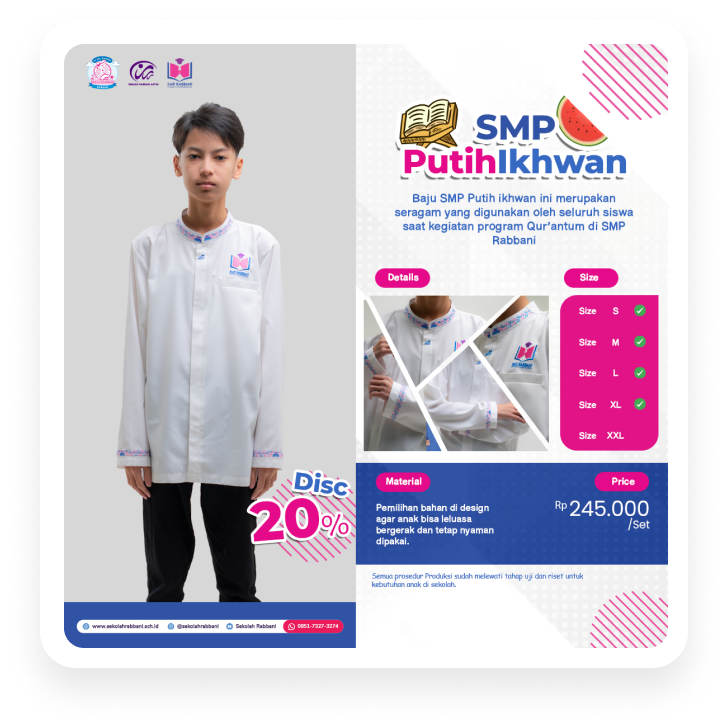 SMP
PutihIkhwan
Baju SMP Putih ikhwan ini merupakan
seragam yang digunakan oleh seluruh siswa
saat kegiatan program Qur'antum di SMP
Rabbani
Details
Size
Size S
Size M
Size L
Size XL
Size XXL
Disc
20%
Material
Price
Pemilihan bahan di design
agar anak bisa leluasa
bergerak dan tetap nyaman
dipakai.
Rp 245.000
/Set
Semua prosedur Produksi sudah melewati tahap uji dan riset untuk
kebutuhan anak di sekolah.
www.sekolahrabbani.sch.id @sekolahrabbani Sekolah Rabbani 0851-7327-3274